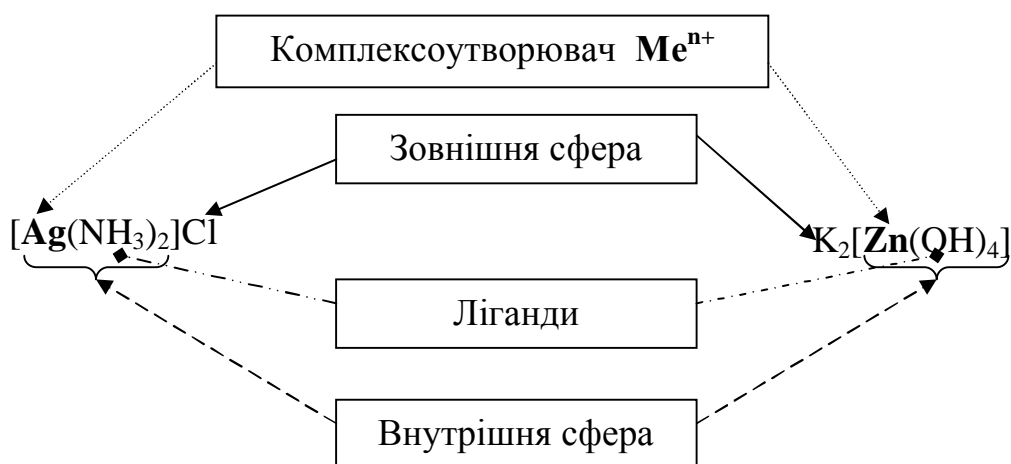 Комплексоутворювач Meⁿ⁺
Зовнішня сфера
[Ag(NH₃)₂]Cl
K₂[Zn(OH)₄]
Ліганди
Внутрішня сфера